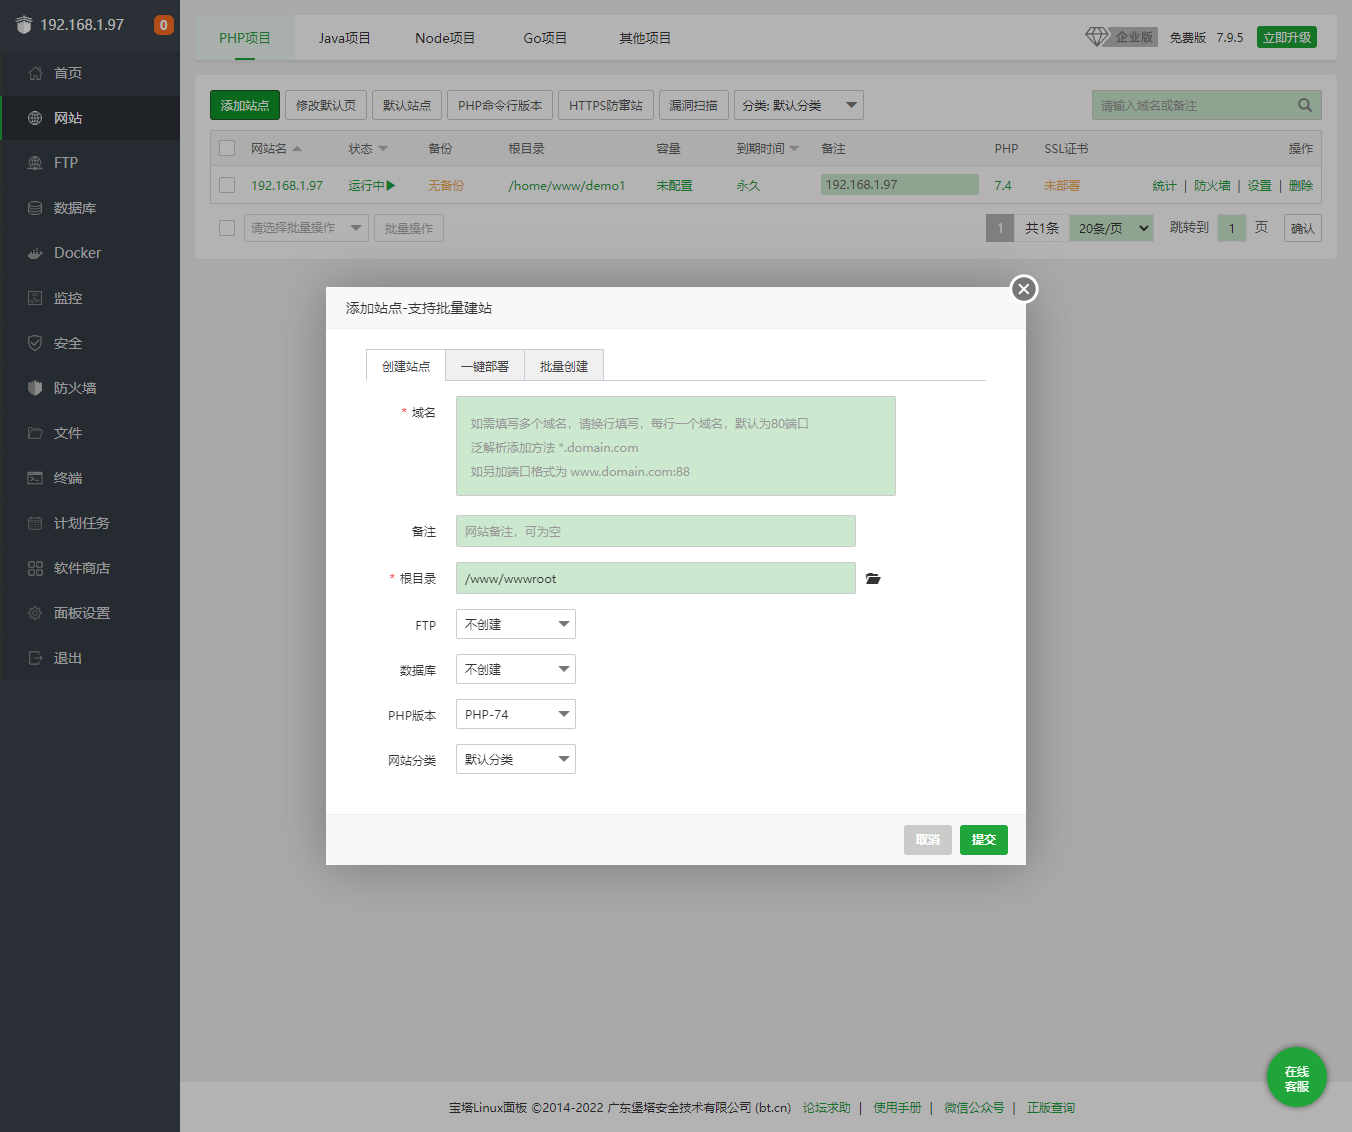 192.168.1.97 0
首页
网站
FTP
数据库
Docker
监控
安全
防火墙
文件
终端
计划任务
软件商店
面板设置
退出
PHP项目 Java项目 Node项目 Go项目 其他项目 企业版 免费版 7.9.5 立即升级
添加站点 修改默认页 默认站点 PHP命令行版本 HTTPS防窜站 漏洞扫描 分类: 默认分类 请输入域名或备注
网站名 状态 备份 根目录 容量 到期时间 备注 PHP SSL证书 操作
192.168.1.97 运行中 无备份 /home/www/demo1 未配置 永久 192.168.1.97 7.4 未部署 统计 | 防火墙 | 设置 | 删除
请选择批量操作 批量操作 1 共1条 20条/页 跳转到 1 页 确认
添加站点-支持批量建站
创建站点 一键部署 批量创建
* 域名
如需填写多个域名，请换行填写，每行一个域名，默认为80端口
泛解析添加方法 *.domain.com
如另加端口格式为 www.domain.com:88
备注 网站备注，可为空
* 根目录 /www/wwwroot
FTP 不创建
数据库 不创建
PHP版本 PHP-74
网站分类 默认分类
取消 提交
在线
客服
宝塔Linux面板 ©2014-2022 广东堡塔安全技术有限公司 (bt.cn) 论坛求助 | 使用手册 | 微信公众号 | 正版查询